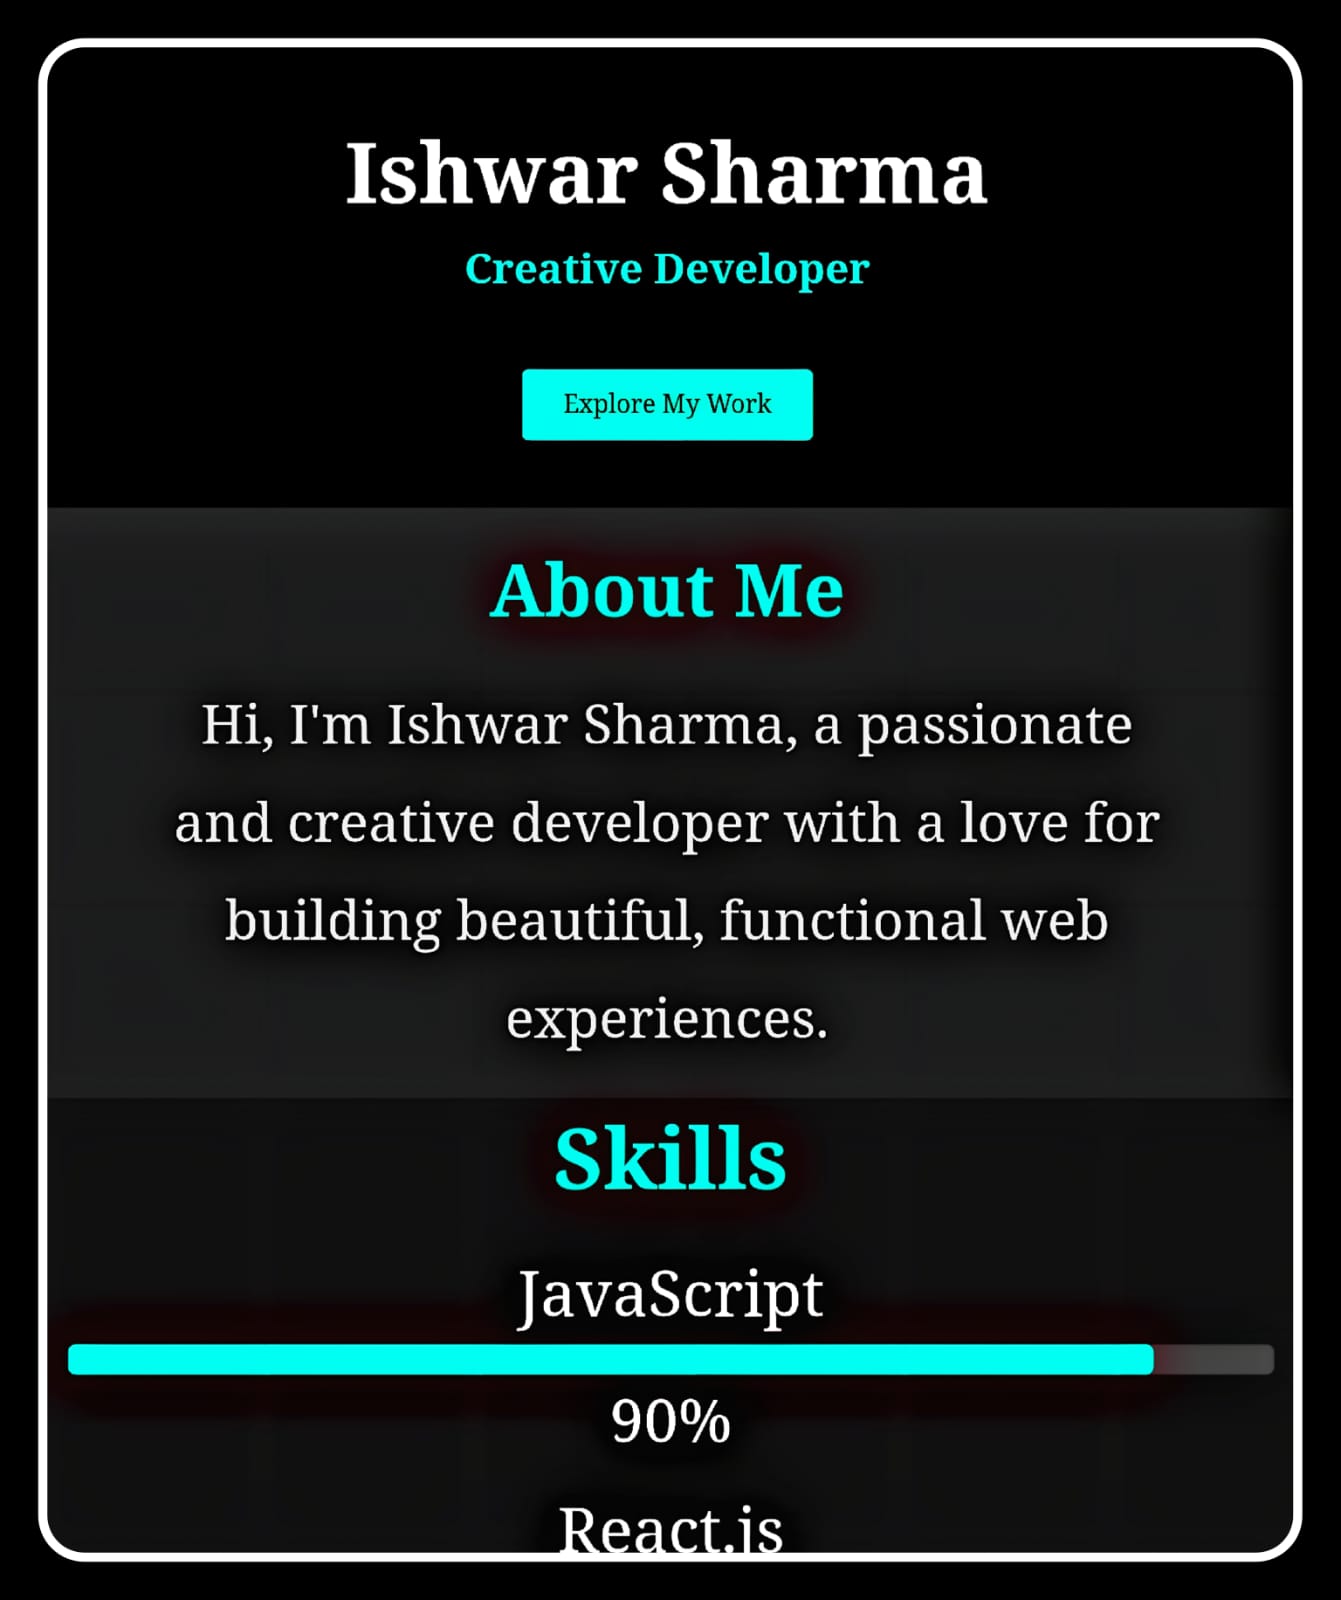 Ishwar Sharma
Creative Developer
Explore My Work
About Me
Hi, I'm Ishwar Sharma, a passionate
and creative developer with a love for
building beautiful, functional web
experiences.
Skills
JavaScript
90%
React.js